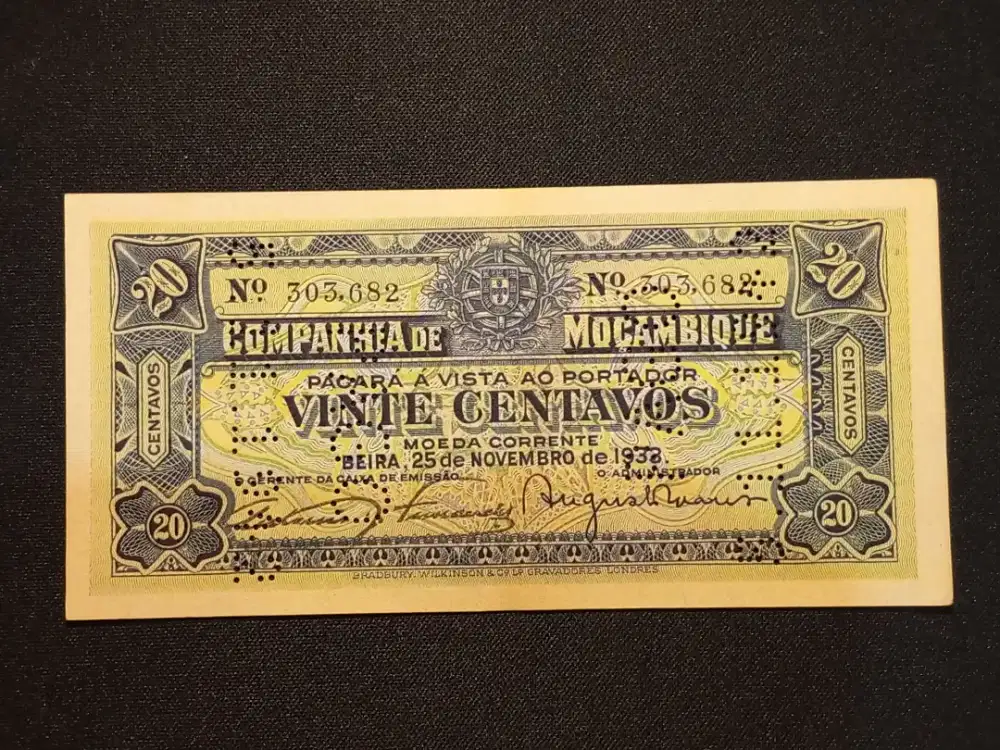 20 Nº 303,682 Nº 303,682 20
COMPANHIA DE MOÇAMBIQUE
PAGARÁ Á VISTA AO PORTADOR
CENTAVOS VINTE CENTAVOS CENTAVOS
MOEDA CORRENTE
BEIRA, 25 de NOVEMBRO de 1933.
O GERENTE DA CAIXA DE EMISSÃO O ADMINISTRADOR
20 20
BRADBURY, WILKINSON & Cº Lᴰ GRAVADORES LONDRES